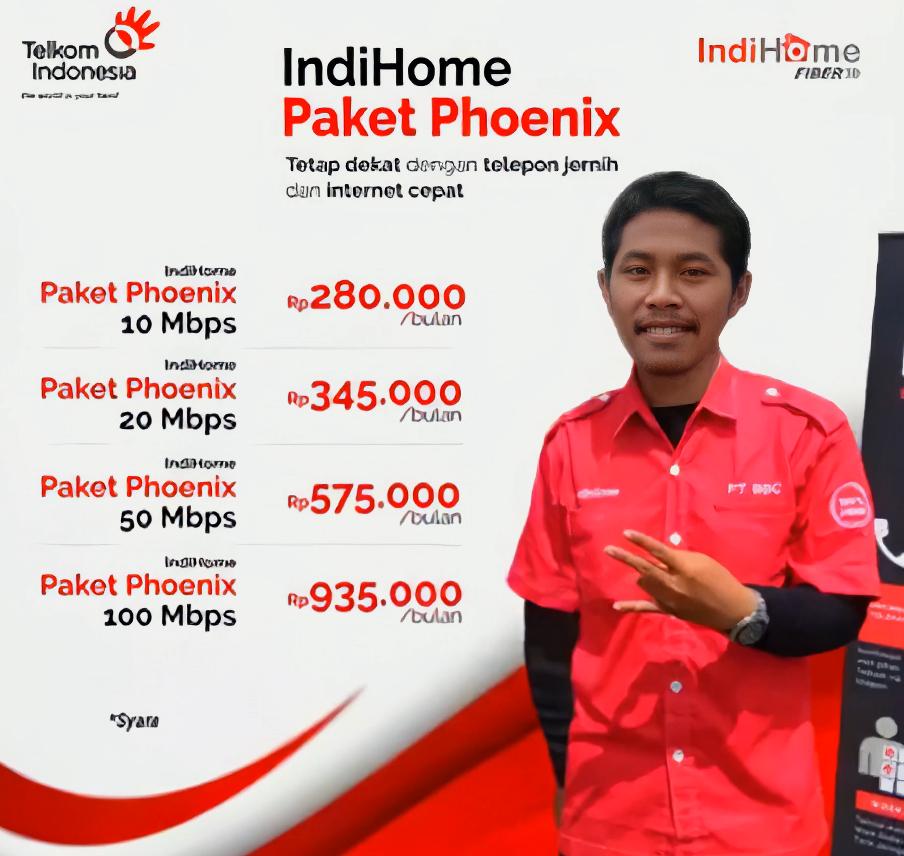 Telkom
Indonesia
IndiHome
FIBER
IndiHome
Paket Phoenix
Tetap dekat dengan telepon jernih
dan internet cepat
IndiHome
Paket Phoenix
10 Mbps
Rp280.000
/bulan
IndiHome
Paket Phoenix
20 Mbps
Rp345.000
/bulan
IndiHome
Paket Phoenix
50 Mbps
Rp575.000
/bulan
IndiHome
Paket Phoenix
100 Mbps
Rp935.000
/bulan
PT